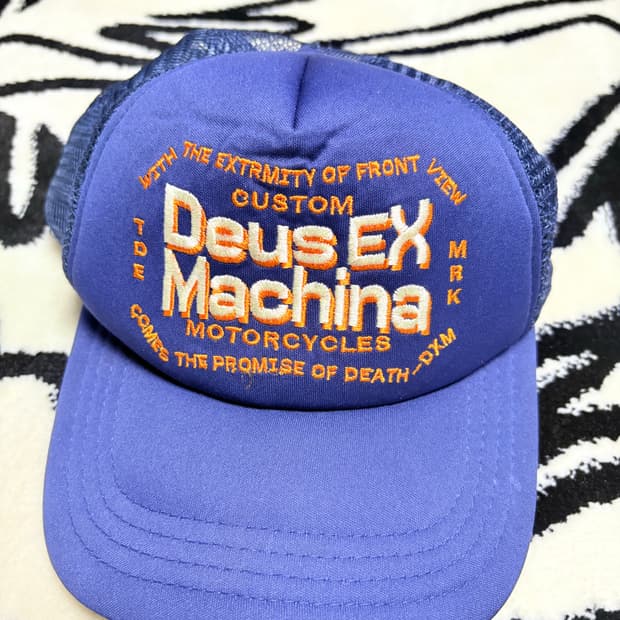 WITH THE EXTRMITY OF FRONT VIEW
CUSTOM
Deus EX
Machina
MOTORCYCLES
TDE
MRK
COMES THE PROMISE OF DEATH-DXM